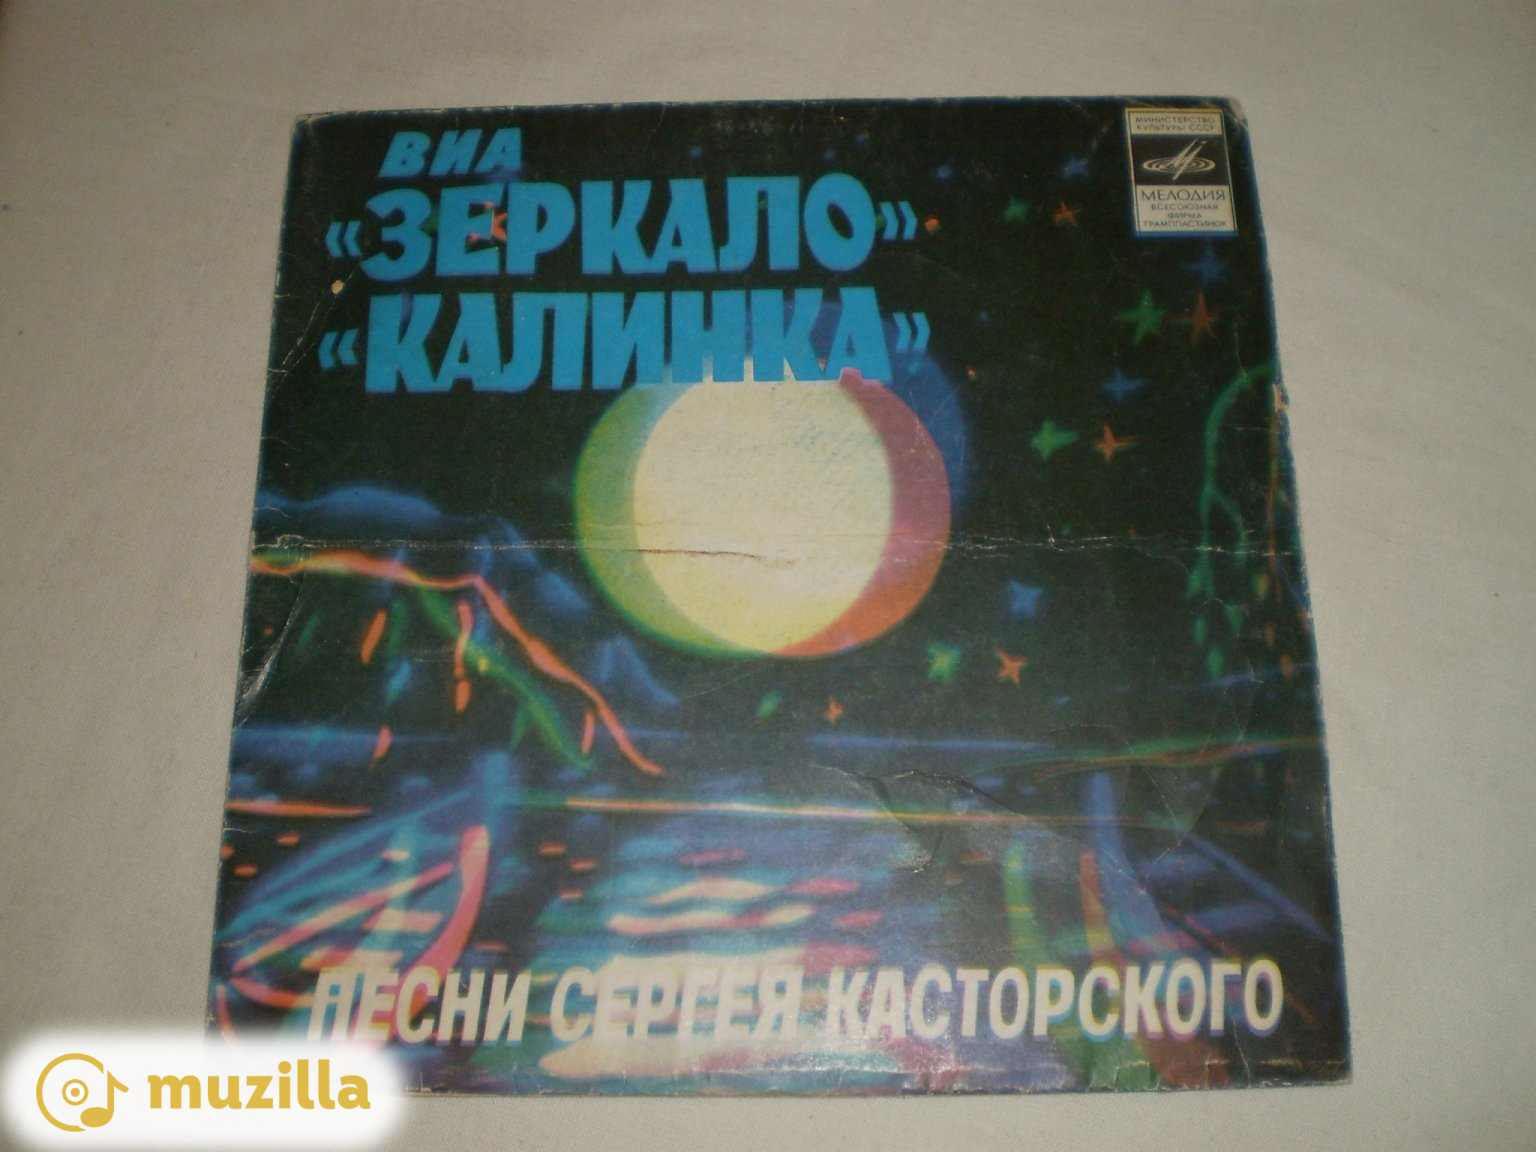 ВИА
«ЗЕРКАЛО»
«КАЛИНКА»
МИНИСТЕРСТВО
КУЛЬТУРЫ СССР
МЕЛОДИЯ
ВСЕСОЮЗНАЯ
ФИРМА
ГРАМПЛАСТИНОК
ПЕСНИ СЕРГЕЯ КАСТОРСКОГО
muzilla